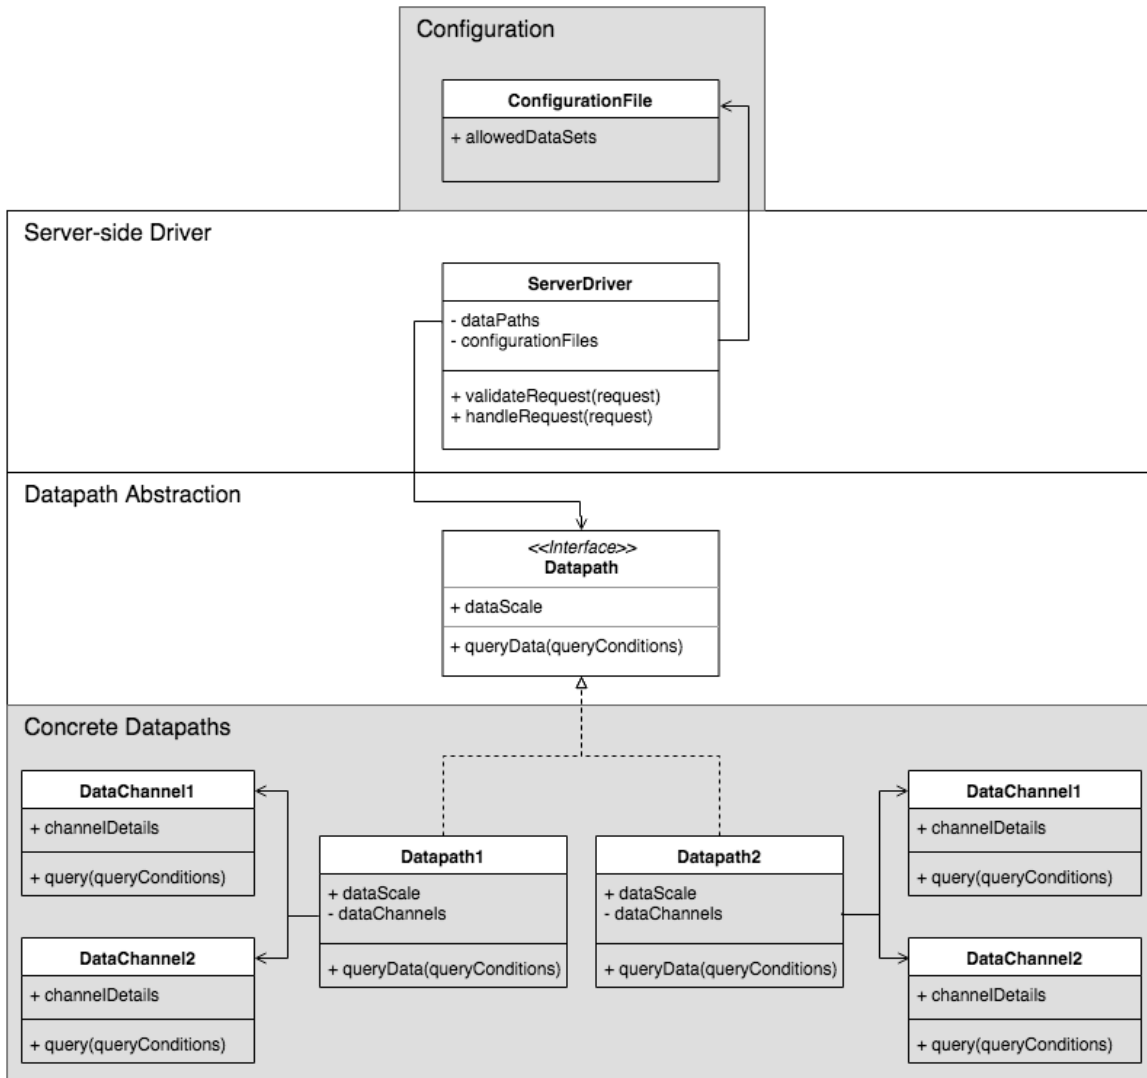 Configuration
ConfigurationFile
+ allowedDataSets
Server-side Driver
ServerDriver
- dataPaths
- configurationFiles
+ validateRequest(request)
+ handleRequest(request)
Datapath Abstraction
<<Interface>>
Datapath
+ dataScale
+ queryData(queryConditions)
Concrete Datapaths
DataChannel1
+ channelDetails
+ query(queryConditions)
DataChannel2
+ channelDetails
+ query(queryConditions)
Datapath1
+ dataScale
- dataChannels
+ queryData(queryConditions)
Datapath2
+ dataScale
- dataChannels
+ queryData(queryConditions)
DataChannel1
+ channelDetails
+ query(queryConditions)
DataChannel2
+ channelDetails
+ query(queryConditions)